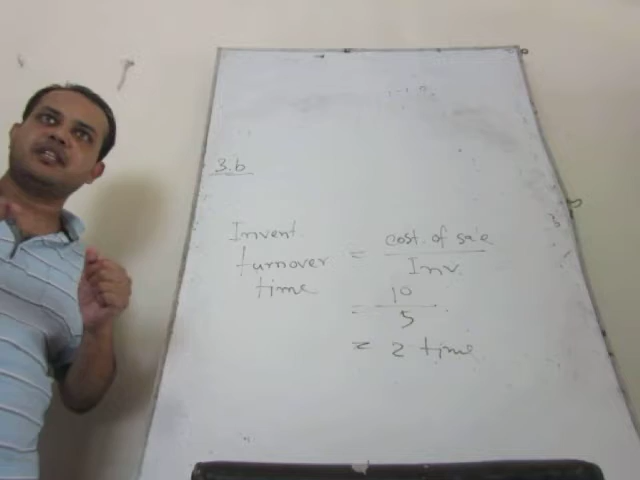 3.b
Invent
turnover = cost of sale
time Inv.
= 10
5
= 2 time